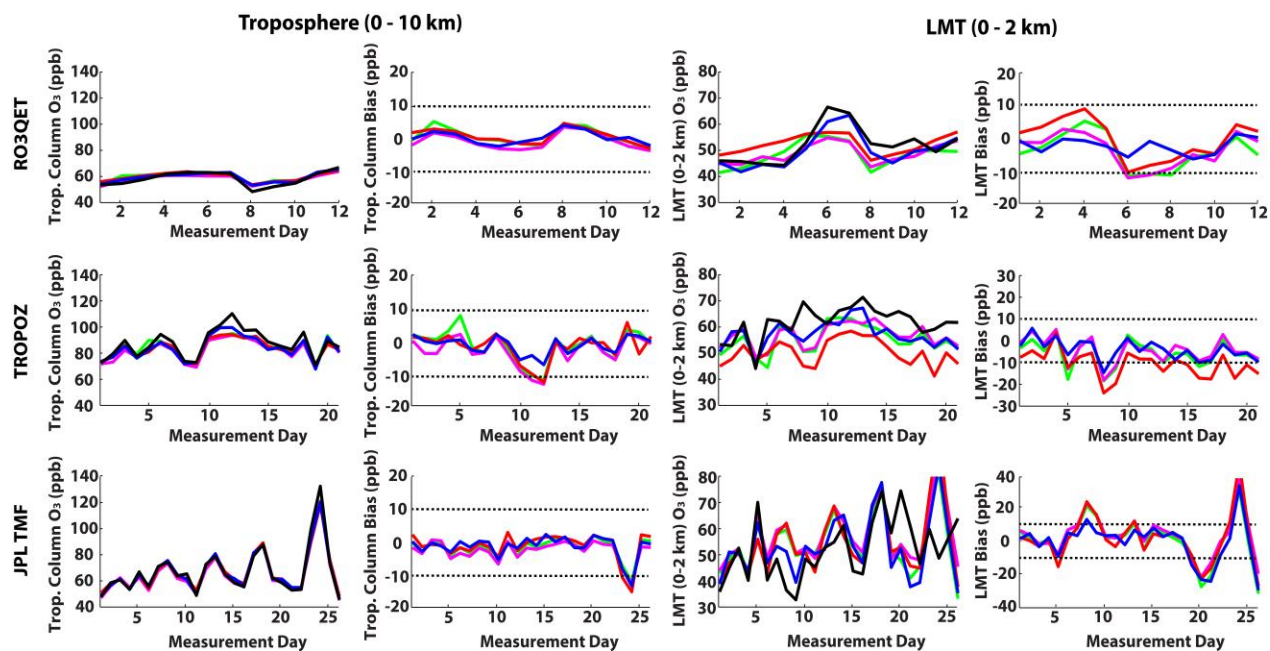 Troposphere (0 - 10 km)
LMT (0 - 2 km)
RO3QET
Trop. Column O₃ (ppb)
140
120
100
80
60
40
2 4 6 8 10 12
Measurement Day
Trop. Column Bias (ppb)
20
10
0
-10
-20
2 4 6 8 10 12
Measurement Day
LMT (0–2 km) O₃ (ppb)
80
70
60
50
40
30
2 4 6 8 10 12
Measurement Day
LMT Bias (ppb)
20
10
0
-10
-20
2 4 6 8 10 12
Measurement Day
TROPOZ
Trop. Column O₃ (ppb)
140
120
100
80
60
40
5 10 15 20
Measurement Day
Trop. Column Bias (ppb)
20
10
0
-10
-20
5 10 15 20
Measurement Day
LMT (0–2 km) O₃ (ppb)
80
70
60
50
40
30
5 10 15 20
Measurement Day
LMT Bias (ppb)
30
20
10
0
-10
-20
-30
5 10 15 20
Measurement Day
JPL TMF
Trop. Column O₃ (ppb)
140
120
100
80
60
40
5 10 15 20 25
Measurement Day
Trop. Column Bias (ppb)
20
10
0
-10
-20
5 10 15 20 25
Measurement Day
LMT (0–2 km) O₃ (ppb)
80
70
60
50
40
30
5 10 15 20 25
Measurement Day
LMT Bias (ppb)
40
20
0
-20
-40
5 10 15 20 25
Measurement Day